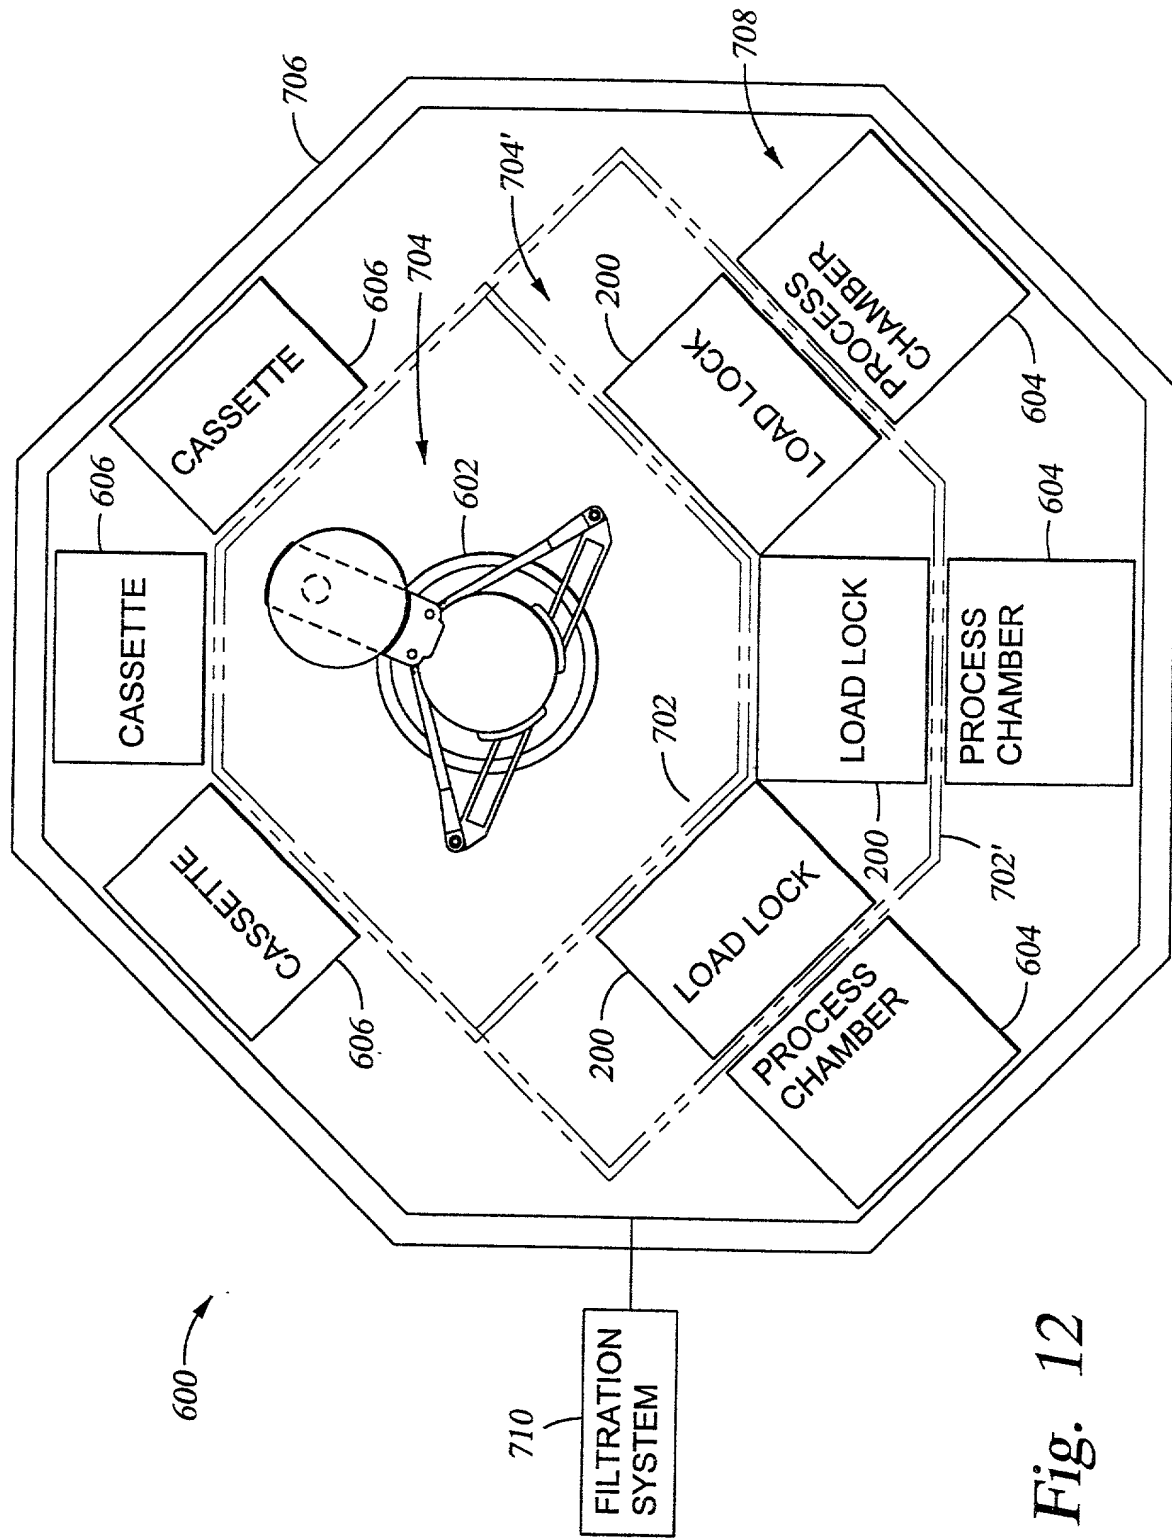 706
708
704'
704
606
CASSETTE
606
CASSETTE
CASSETTE
606
602
200
LOAD LOCK
PROCESS
CHAMBER
604
604
LOAD LOCK
PROCESS
CHAMBER
702
200
702'
LOAD LOCK
200
PROCESS
CHAMBER
604
600
710
FILTRATION
SYSTEM
Fig. 12